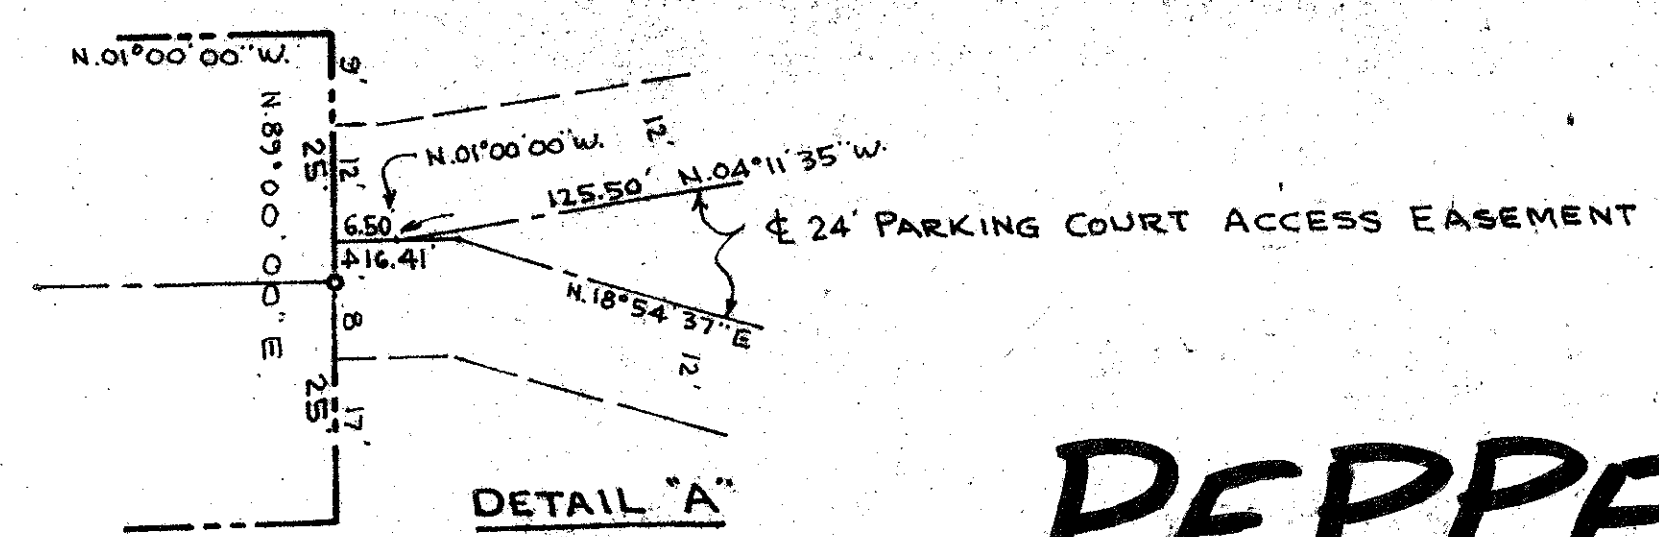 N.01°00'00"W.
9'
N.89°00'00"E
25'
12'
N.01°00'00"W.
12'
125.50' N.04°11'35"W.
6.50'
16.41'
℄ 24' PARKING COURT ACCESS EASEMENT
N.18°54'37"E
8'
12'
25'
17'
DETAIL "A"